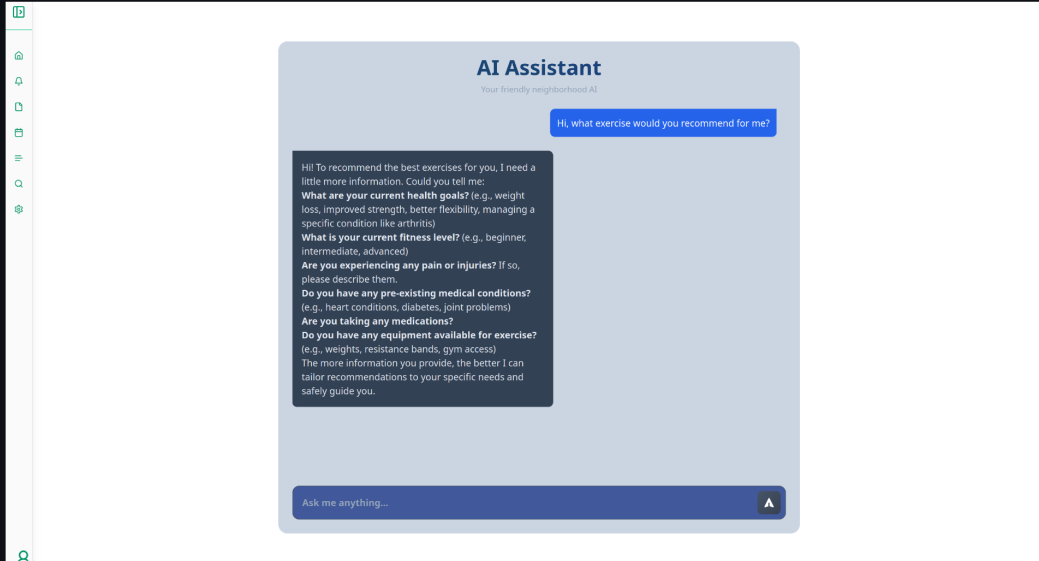 AI Assistant
Your friendly neighborhood AI
Hi, what exercise would you recommend for me?
Hi! To recommend the best exercises for you, I need a
little more information. Could you tell me:
What are your current health goals? (e.g., weight
loss, improved strength, better flexibility, managing a
specific condition like arthritis)
What is your current fitness level? (e.g., beginner,
intermediate, advanced)
Are you experiencing any pain or injuries? If so,
please describe them.
Do you have any pre-existing medical conditions?
(e.g., heart conditions, diabetes, joint problems)
Are you taking any medications?
Do you have any equipment available for exercise?
(e.g., weights, resistance bands, gym access)
The more information you provide, the better I can
tailor recommendations to your specific needs and
safely guide you.
Ask me anything...